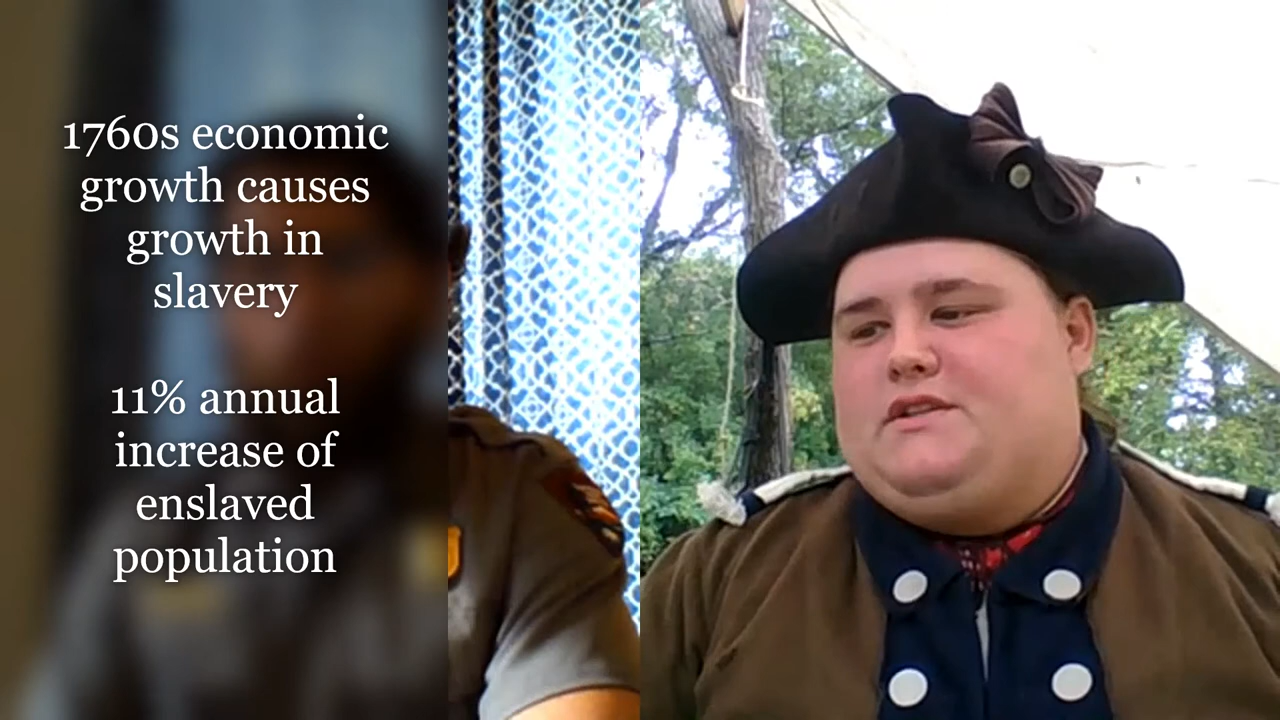 1760s economic
growth causes
growth in
slavery
11% annual
increase of
enslaved
population